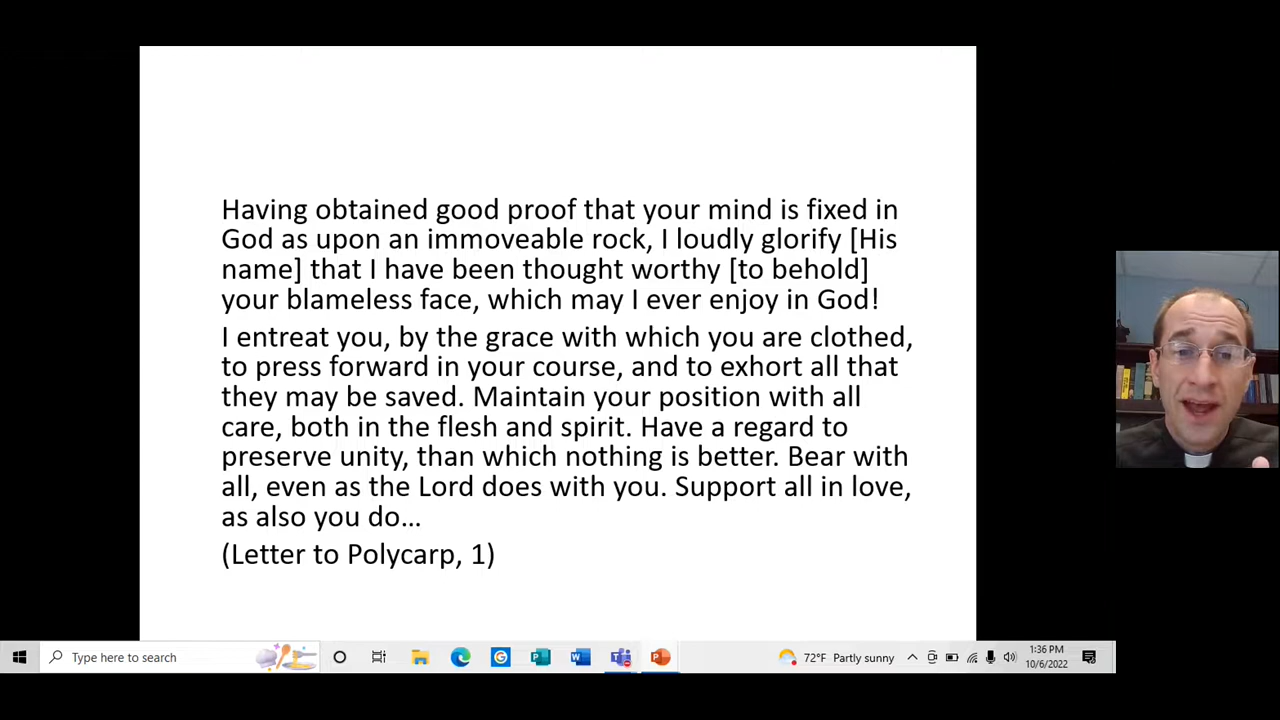 Having obtained good proof that your mind is fixed in
God as upon an immoveable rock, I loudly glorify [His
name] that I have been thought worthy [to behold]
your blameless face, which may I ever enjoy in God!
I entreat you, by the grace with which you are clothed,
to press forward in your course, and to exhort all that
they may be saved. Maintain your position with all
care, both in the flesh and spirit. Have a regard to
preserve unity, than which nothing is better. Bear with
all, even as the Lord does with you. Support all in love,
as also you do…
(Letter to Polycarp, 1)
Type here to search
72°F Partly sunny
1:36 PM
10/6/2022